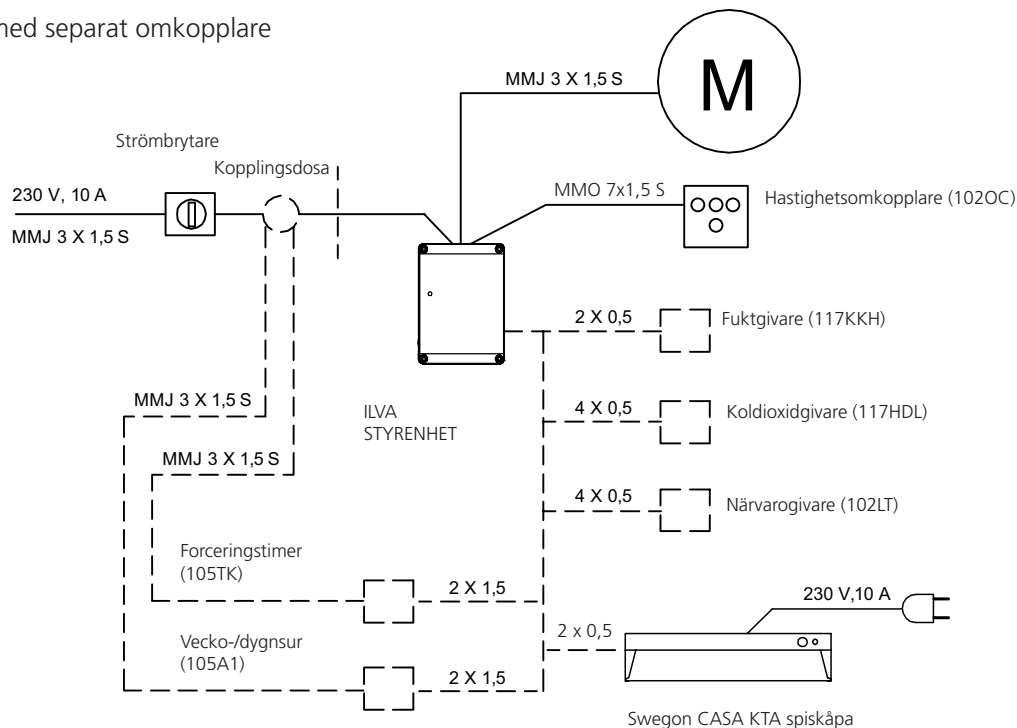 med separat omkopplare
MMJ 3 X 1,5 S
M
Strömbrytare
Kopplingsdosa
230 V, 10 A
MMJ 3 X 1,5 S
MMO 7x1,5 S
Hastighetsomkopplare (102OC)
2 X 0,5
Fuktgivare (117KKH)
MMJ 3 X 1,5 S
ILVA
STYRENHET
4 X 0,5
Koldioxidgivare (117HDL)
MMJ 3 X 1,5 S
4 X 0,5
Närvarogivare (102LT)
Forceringstimer
(105TK)
2 X 1,5
230 V,10 A
Vecko-/dygnsur
(105A1)
2 x 0,5
2 X 1,5
Swegon CASA KTA spiskåpa